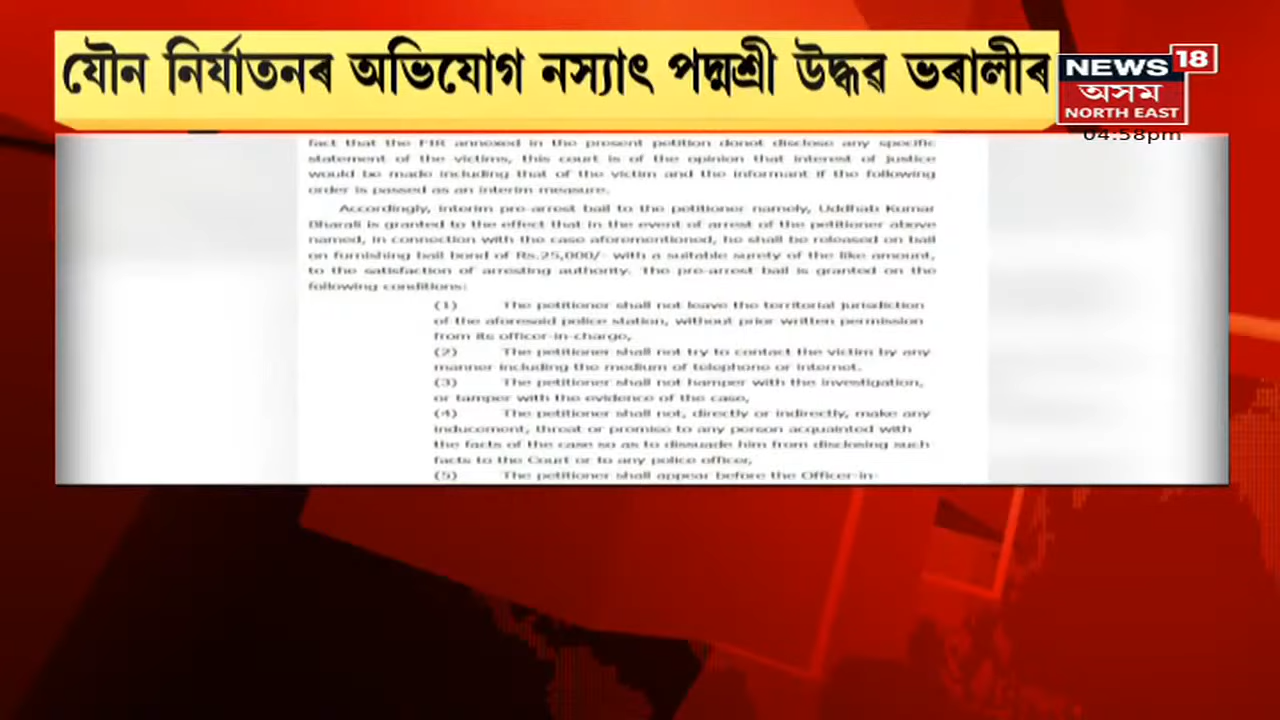 যৌন নিৰ্যাতনৰ অভিযোগ নস্যাৎ পদ্মশ্ৰী উদ্ধৱ ভৰালীৰ
NEWS 18
অসম
NORTH EAST
04:58pm
fact that the FIR annexed in the present petition donot disclose any specific
statement of the victims, this court is of the opinion that interest of justice
would be made including that of the victim and the informant if the following
order is passed as an interim measure.
Accordingly, interim pre-arrest bail to the petitioner namely, Uddhab Kumar
Bharali is granted to the effect that in the event of arrest of the petitioner above
named, in connection with the case aforementioned, he shall be released on bail
on furnishing bail bond of Rs.25,000/- with a suitable surety of the like amount,
to the satisfaction of arresting authority. The pre-arrest bail is granted on the
following conditions:
(1) The petitioner shall not leave the territorial jurisdiction
of the aforesaid police station, without prior written permission
from its officer-in-charge,
(2) The petitioner shall not try to contact the victim by any
manner including the medium of telephone or internet.
(3) The petitioner shall not hamper with the investigation,
or tamper with the evidence of the case,
(4) The petitioner shall not, directly or indirectly, make any
inducement, threat or promise to any person acquainted with
the facts of the case so as to dissuade him from disclosing such
facts to the Court or to any police officer,
(5) The petitioner shall appear before the Officer-in-